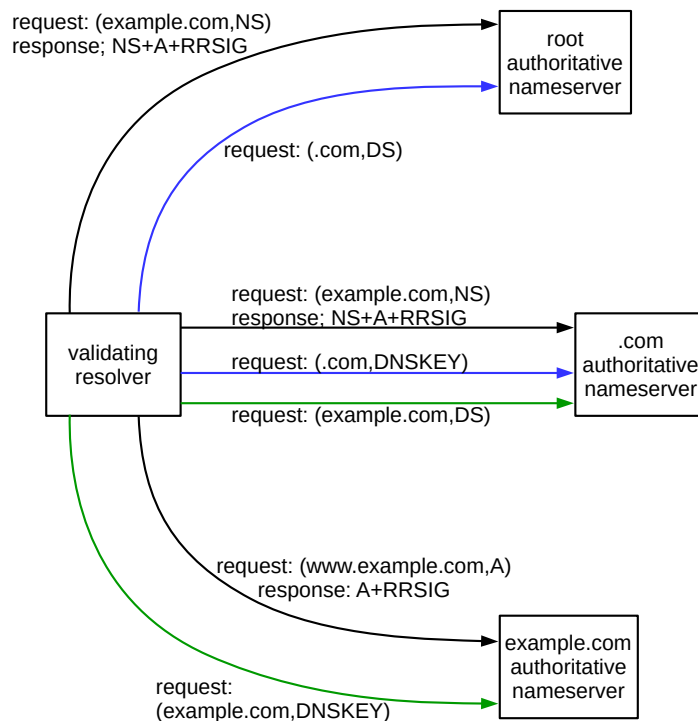 request: (example.com,NS)
response; NS+A+RRSIG
root
authoritative
nameserver
request: (.com,DS)
request: (example.com,NS)
response; NS+A+RRSIG
validating
resolver
request: (.com,DNSKEY)
.com
authoritative
nameserver
request: (example.com,DS)
request: (www.example.com,A)
response: A+RRSIG
example.com
authoritative
nameserver
request:
(example.com,DNSKEY)